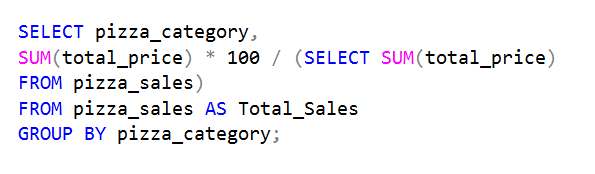 SELECT pizza_category,
SUM(total_price) * 100 / (SELECT SUM(total_price)
FROM pizza_sales)
FROM pizza_sales AS Total_Sales
GROUP BY pizza_category;